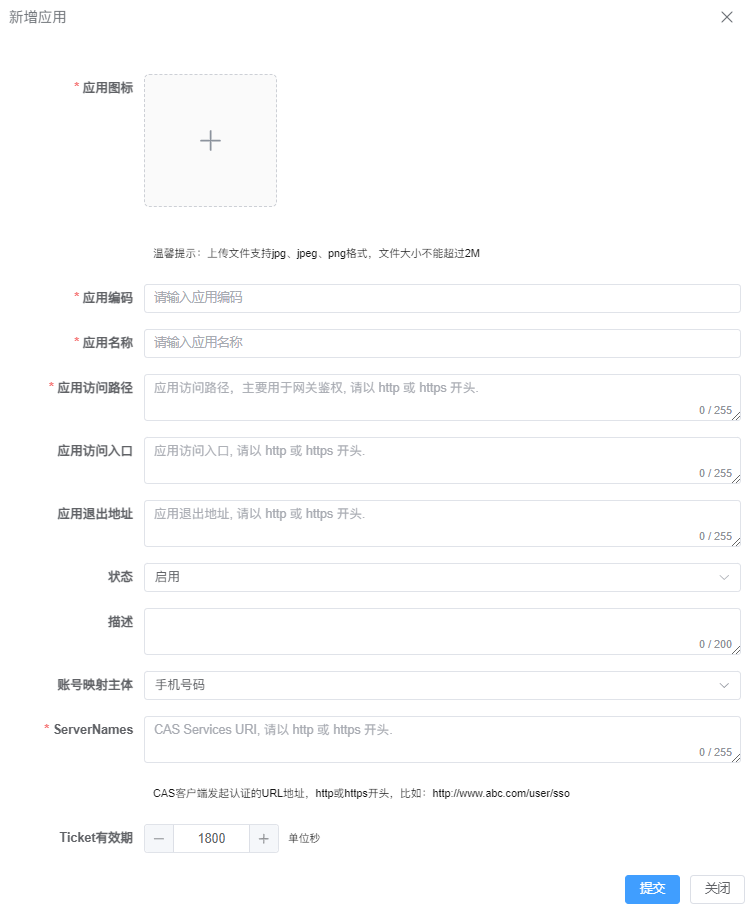 新增应用
* 应用图标
温馨提示：上传文件支持jpg、jpeg、png格式，文件大小不能超过2M
* 应用编码 请输入应用编码
* 应用名称 请输入应用名称
* 应用访问路径 应用访问路径，主要用于网关鉴权, 请以 http 或 https 开头.
0 / 255
应用访问入口 应用访问入口, 请以 http 或 https 开头.
0 / 255
应用退出地址 应用退出地址, 请以 http 或 https 开头.
0 / 255
状态 启用
描述
0 / 200
账号映射主体 手机号码
* ServerNames CAS Services URI, 请以 http 或 https 开头.
0 / 255
CAS客户端发起认证的URL地址，http或https开头，比如：http://www.abc.com/user/sso
Ticket有效期 1800 单位秒
提交 关闭